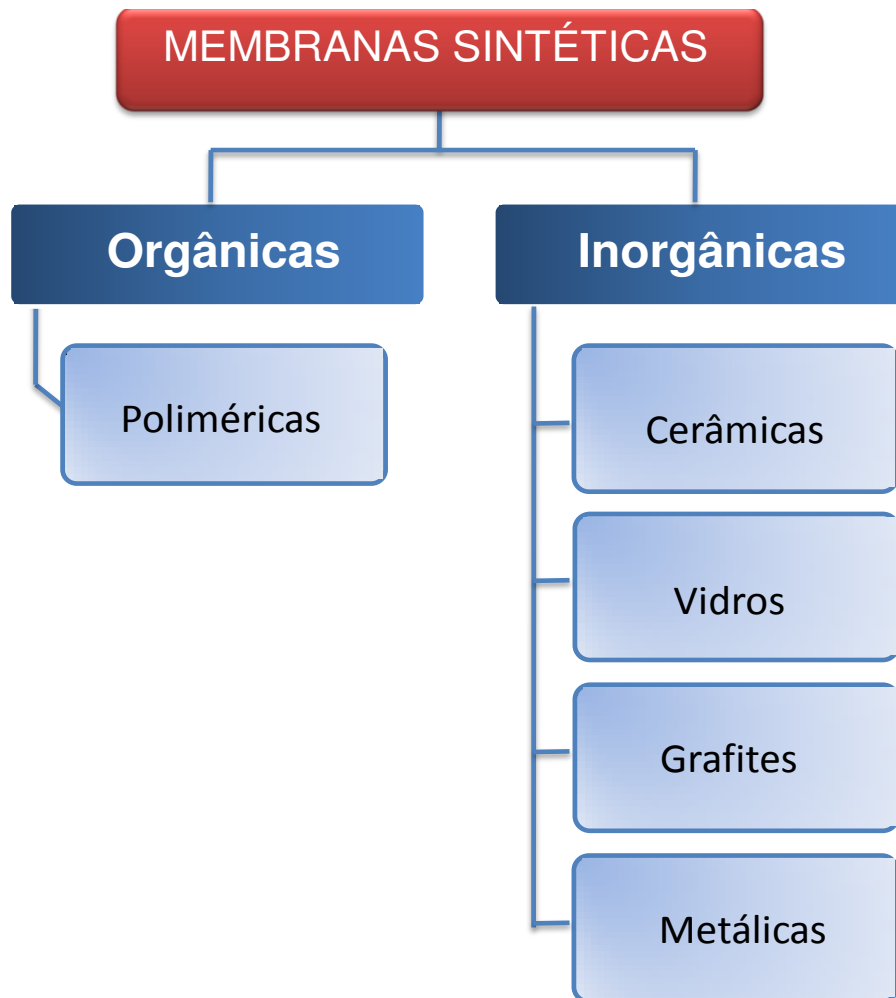 MEMBRANAS SINTÉTICAS
Orgânicas
Poliméricas
Inorgânicas
Cerâmicas
Vidros
Grafites
Metálicas